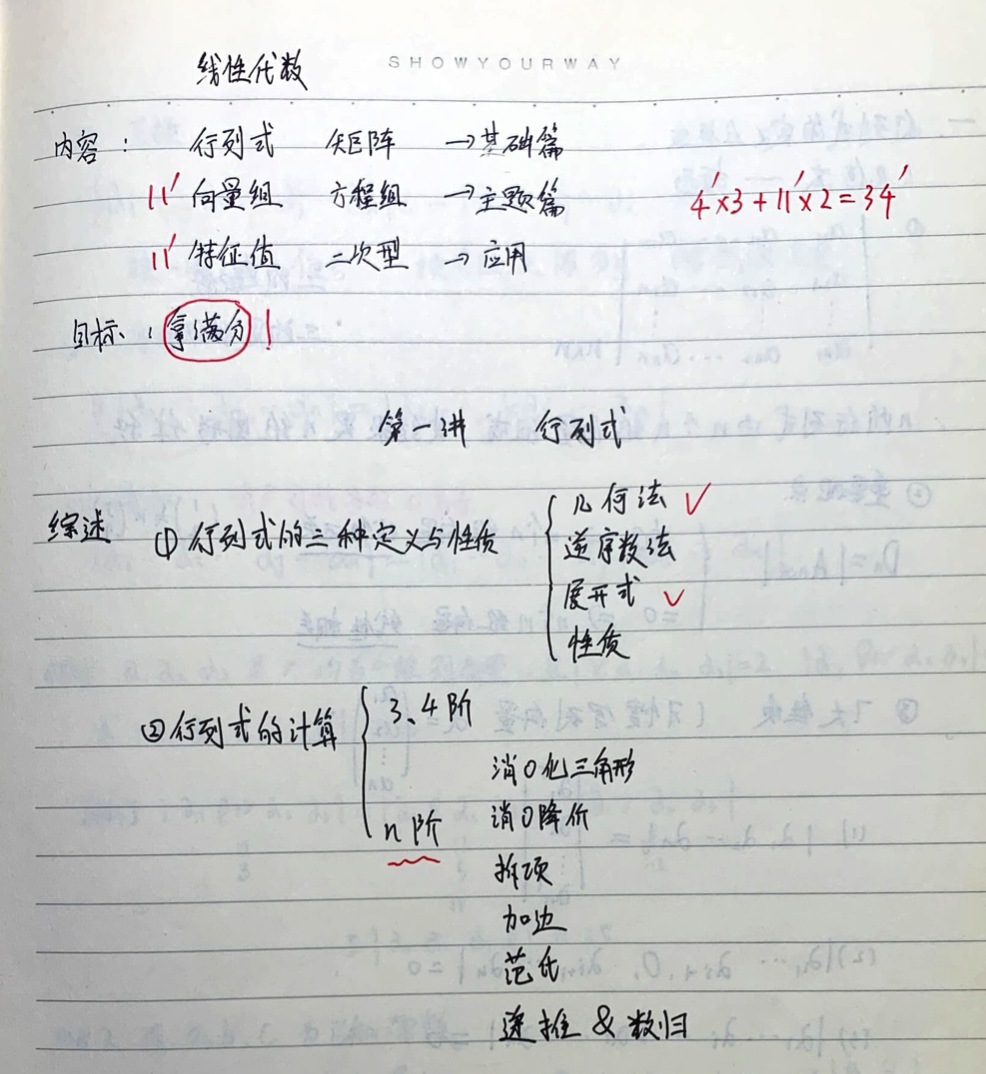 线性代数 SHOWYOURWAY
内容： 行列式 矩阵 →基础篇
11' 向量组 方程组 →主题篇 4'×3+11'×2=34'
11' 特征值 二次型 → 应用
目标：拿满分！
第一讲 行列式
综述 ① 行列式的三种定义与性质
几何法 ✓
逆序数法
展开式 ✓
性质
②行列式的计算
3、4阶
n阶
消0化三角形
消0降价
拆项
加边
范氏
递推 & 数归